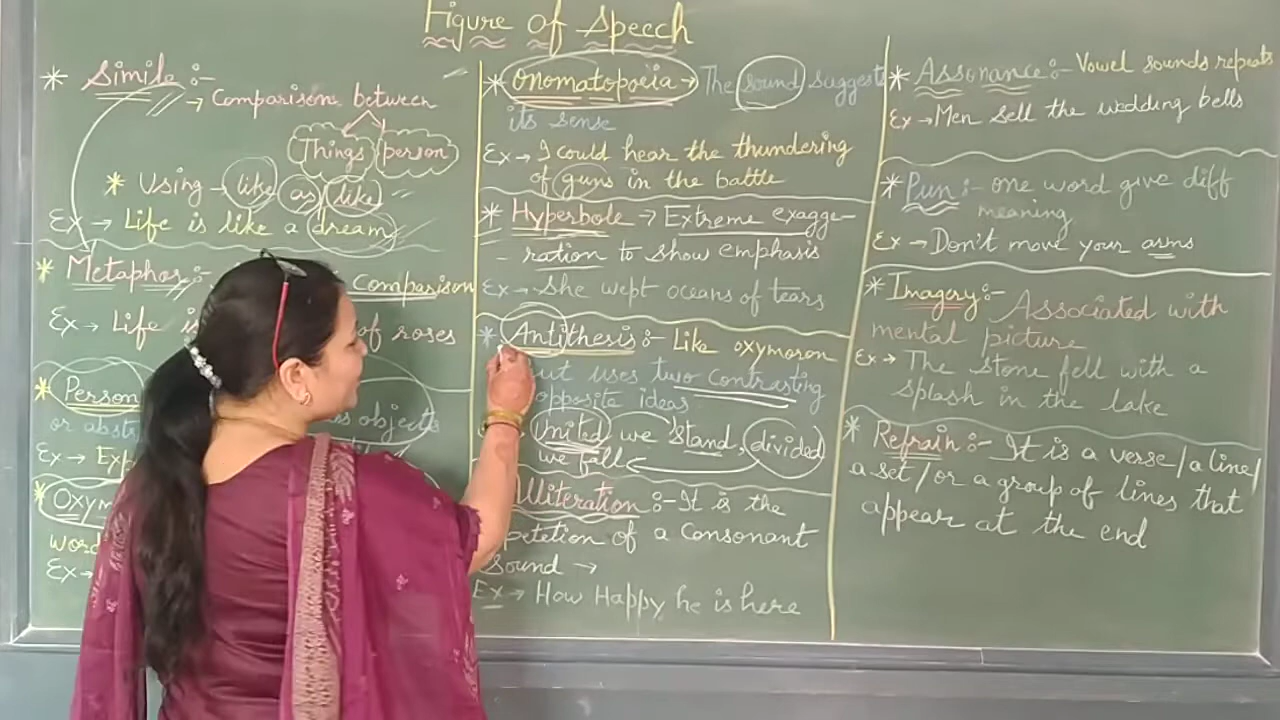 Figure of Speech
* Simile :-
→ Comparison between
Things person
* Using → like as like
Ex → Life is like a dream
* Metaphor :- Comparison
Ex → Life is of roses
* Person
or abst as objects
Ex → Exp
* Oxym
word
Ex →
* Onomatopoeia → The sound suggests
its sense
Ex → I could hear the thundering
of guns in the battle
* Hyperbole → Extreme exagge-
- ration to show emphasis
Ex → She wept oceans of tears
* Antithesis :- Like oxymoron
but uses two contrasting
opposite ideas
United we stand, divided
we fall
Alliteration :- It is the
petetion of a consonant
sound →
Ex → How Happy he is here
* Assonance :- Vowel sounds repeats
Ex → Men sell the wedding bells
* Pun :- one word give diff
meaning
Ex → Don't move your arms
* Imagery :- Associated with
mental picture
Ex → The stone fell with a
splash in the lake
* Refrain :- It is a verse/a line/
a set/or a group of lines that
appear at the end